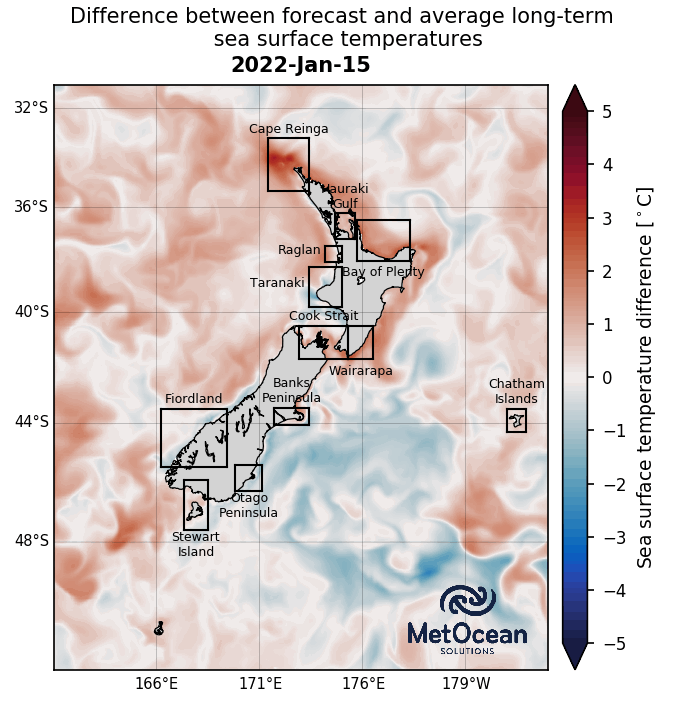 Difference between forecast and average long-term
sea surface temperatures
2022-Jan-15
32°S
36°S
40°S
44°S
48°S
166°E
171°E
176°E
179°W
Cape Reinga
Hauraki
Gulf
Raglan
Bay of Plenty
Taranaki
Cook Strait
Wairarapa
Banks
Peninsula
Fiordland
Chatham
Islands
Otago
Peninsula
Stewart
Island
MetOcean
SOLUTIONS
5
4
3
2
1
0
−1
−2
−3
−4
−5
Sea surface temperature difference [°C]